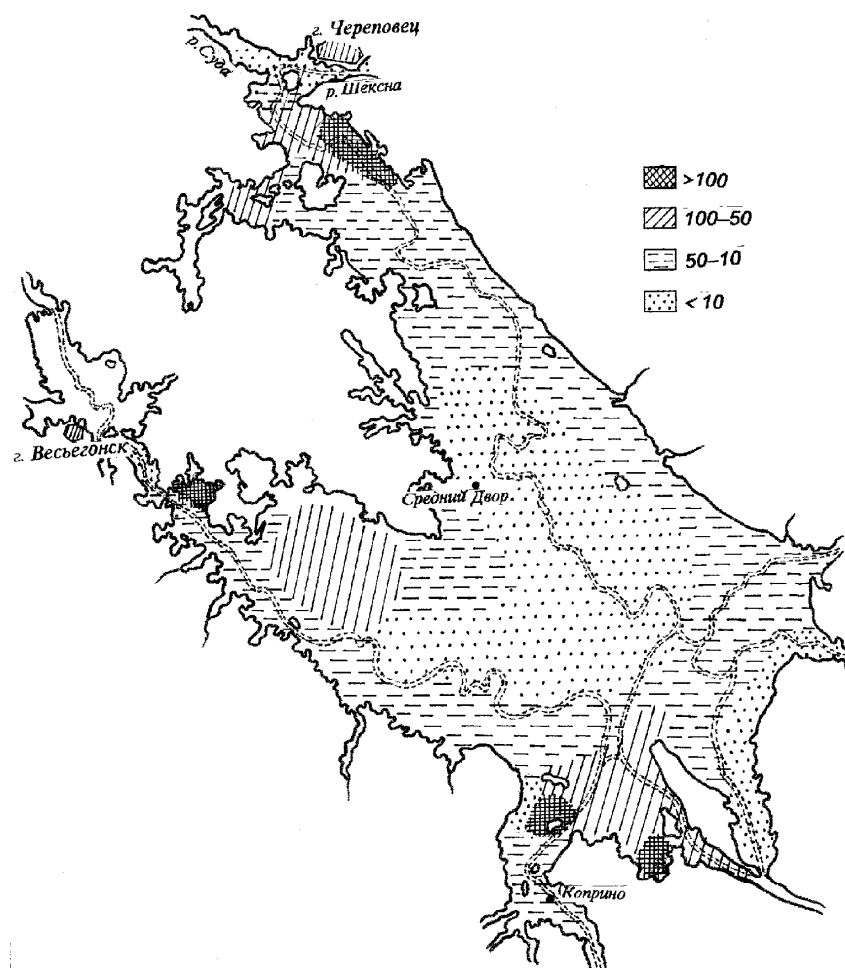 г. Череповец
р. Суда
р. Шексна
>100
100–50
50–10
<10
г. Весьегонск
Средний Двор
Коприно